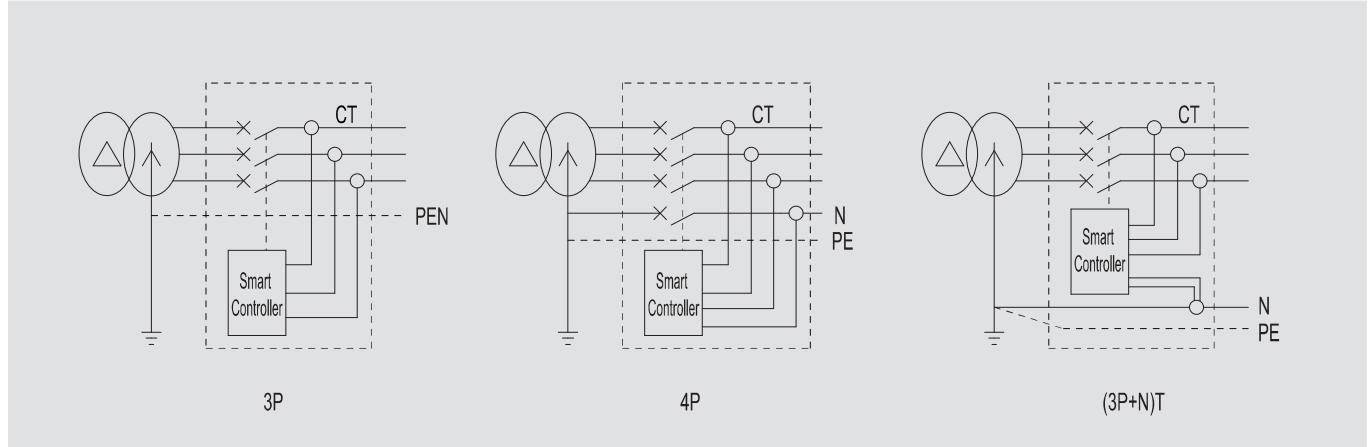 CT
PEN
Smart
Controller
3P
CT
N
PE
Smart
Controller
4P
CT
Smart
Controller
N
PE
(3P+N)T